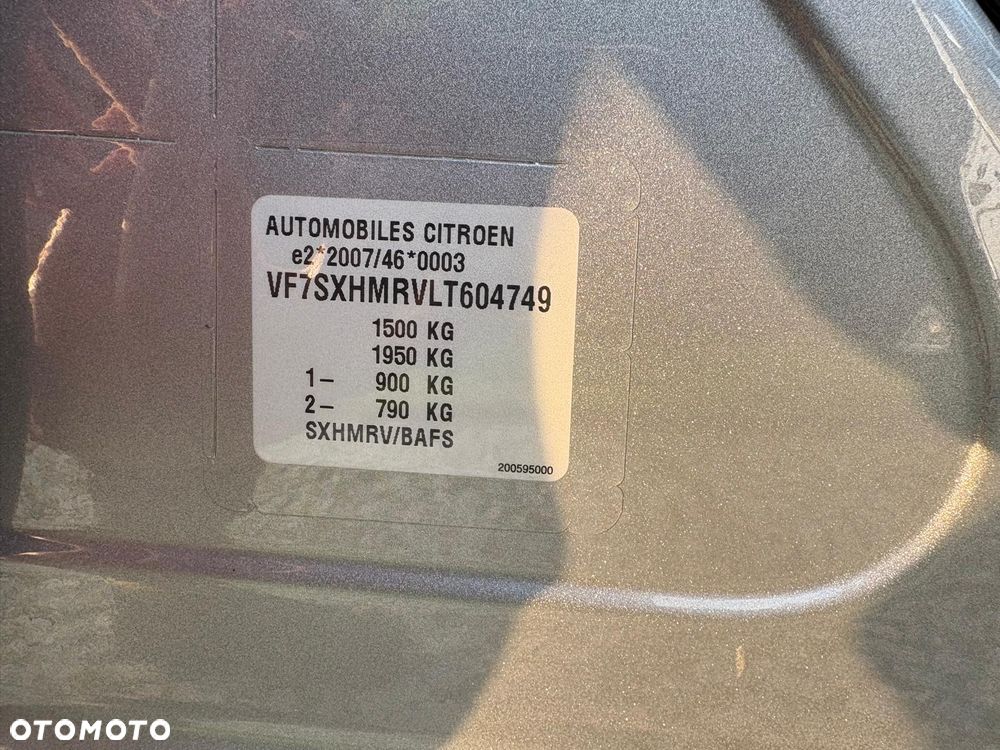 AUTOMOBILES CITROEN
e2*2007/46*0003
VF7SXHMRVLT604749
1500 KG
1950 KG
1– 900 KG
2– 790 KG
SXHMRV/BAFS
200595000
OTOMOTO